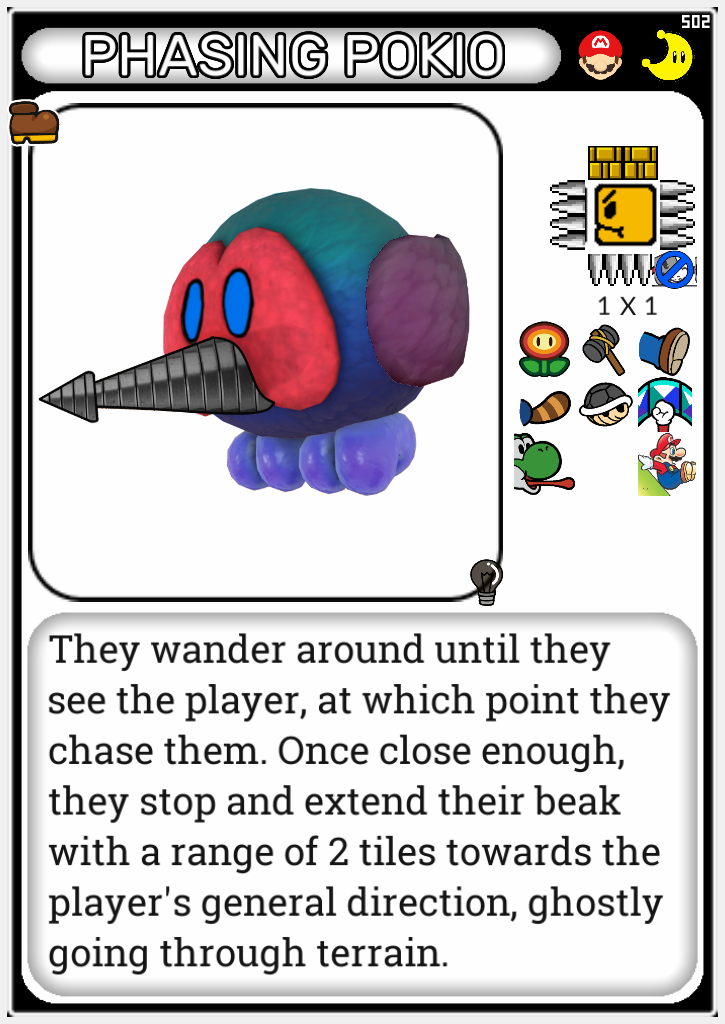 502
PHASING POKIO
1 X 1
They wander around until they
see the player, at which point they
chase them. Once close enough,
they stop and extend their beak
with a range of 2 tiles towards the
player's general direction, ghostly
going through terrain.